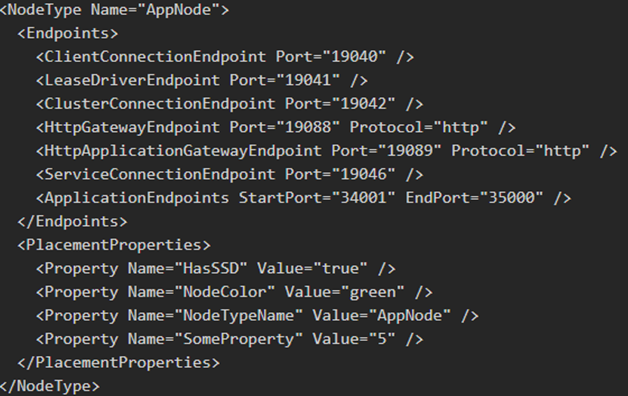 <NodeType Name="AppNode">
  <Endpoints>
    <ClientConnectionEndpoint Port="19040" />
    <LeaseDriverEndpoint Port="19041" />
    <ClusterConnectionEndpoint Port="19042" />
    <HttpGatewayEndpoint Port="19088" Protocol="http" />
    <HttpApplicationGatewayEndpoint Port="19089" Protocol="http" />
    <ServiceConnectionEndpoint Port="19046" />
    <ApplicationEndpoints StartPort="34001" EndPort="35000" />
  </Endpoints>
  <PlacementProperties>
    <Property Name="HasSSD" Value="true" />
    <Property Name="NodeColor" Value="green" />
    <Property Name="NodeTypeName" Value="AppNode" />
    <Property Name="SomeProperty" Value="5" />
  </PlacementProperties>
</NodeType>